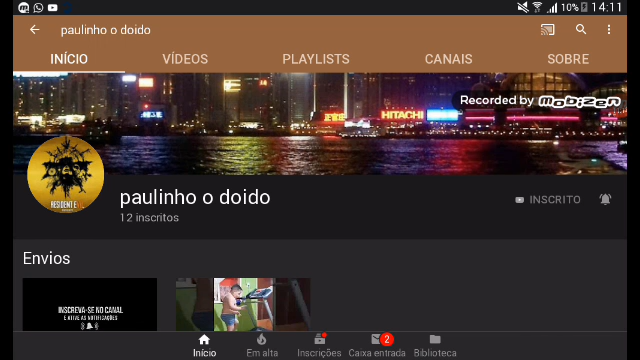 10% 14:11
paulinho o doido
INÍCIO VÍDEOS PLAYLISTS CANAIS SOBRE
Recorded by MOBIZEN
HITACHI
RESIDENT EVIL
paulinho o doido
12 inscritos
INSCRITO
Envios
INSCREVA-SE NO CANAL
E ATIVE AS NOTIFICAÇÕES
2
Início Em alta Inscrições Caixa entrada Biblioteca